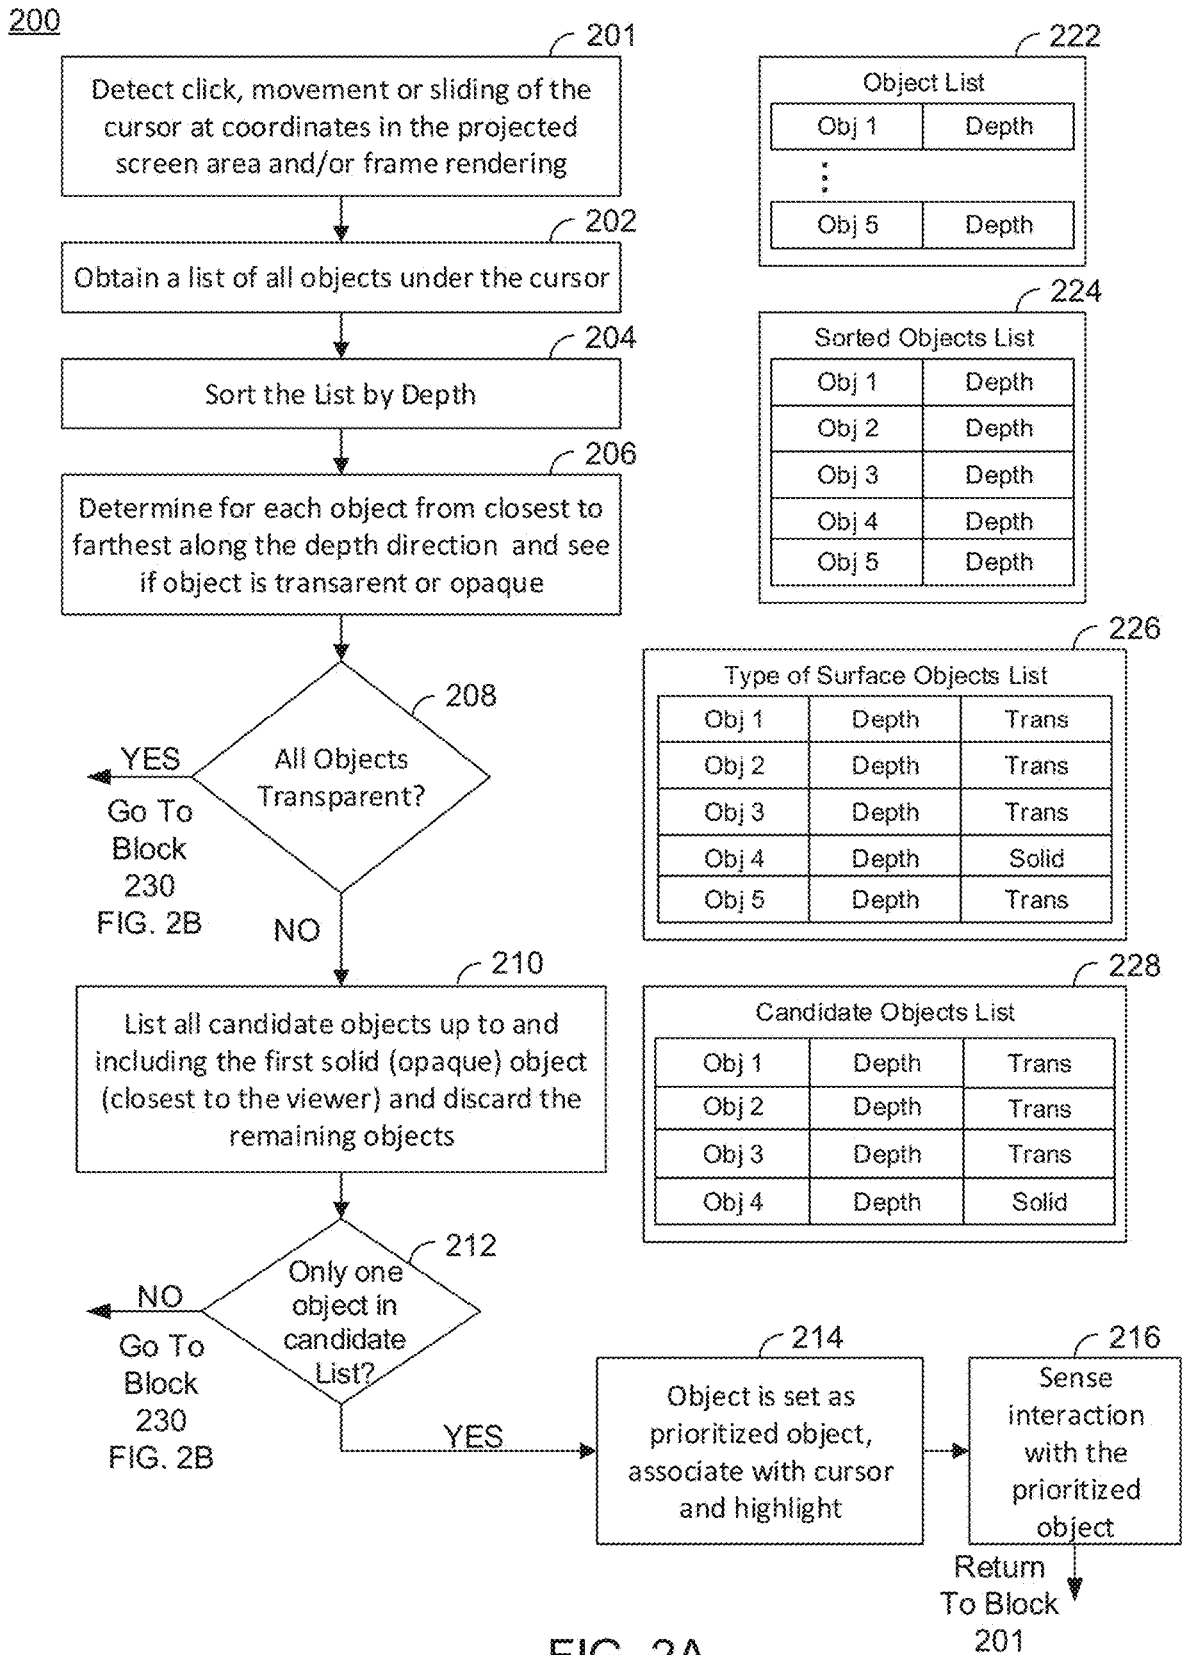 200
201
Detect click, movement or sliding of the
cursor at coordinates in the projected
screen area and/or frame rendering
202
Obtain a list of all objects under the cursor
204
Sort the List by Depth
206
Determine for each object from closest to
farthest along the depth direction and see
if object is transarent or opaque
208
All Objects
Transparent?
YES
Go To
Block
230
FIG. 2B
NO
210
List all candidate objects up to and
including the first solid (opaque) object
(closest to the viewer) and discard the
remaining objects
212
Only one
object in
candidate
List?
NO
Go To
Block
230
FIG. 2B
YES
214
Object is set as
prioritized object,
associate with cursor
and highlight
216
Sense
interaction
with the
prioritized
object
Return
To Block
201
222
Object List
Obj 1 Depth
Obj 5 Depth
224
Sorted Objects List
Obj 1 Depth
Obj 2 Depth
Obj 3 Depth
Obj 4 Depth
Obj 5 Depth
226
Type of Surface Objects List
Obj 1 Depth Trans
Obj 2 Depth Trans
Obj 3 Depth Trans
Obj 4 Depth Solid
Obj 5 Depth Trans
228
Candidate Objects List
Obj 1 Depth Trans
Obj 2 Depth Trans
Obj 3 Depth Trans
Obj 4 Depth Solid
FIG. 2A